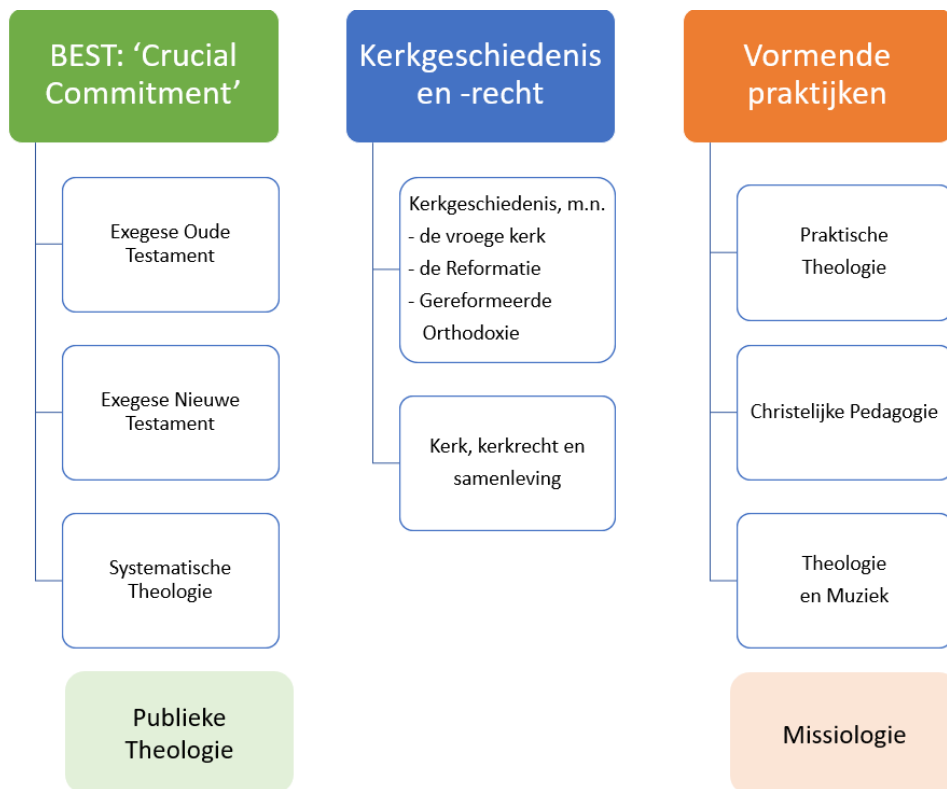 BEST: ‘Crucial
Commitment’
Exegese Oude
Testament
Exegese Nieuwe
Testament
Systematische
Theologie
Publieke
Theologie
Kerkgeschiedenis
en -recht
Kerkgeschiedenis, m.n.
- de vroege kerk
- de Reformatie
- Gereformeerde
Orthodoxie
Kerk, kerkrecht en
samenleving
Vormende
praktijken
Praktische
Theologie
Christelijke Pedagogie
Theologie
en Muziek
Missiologie